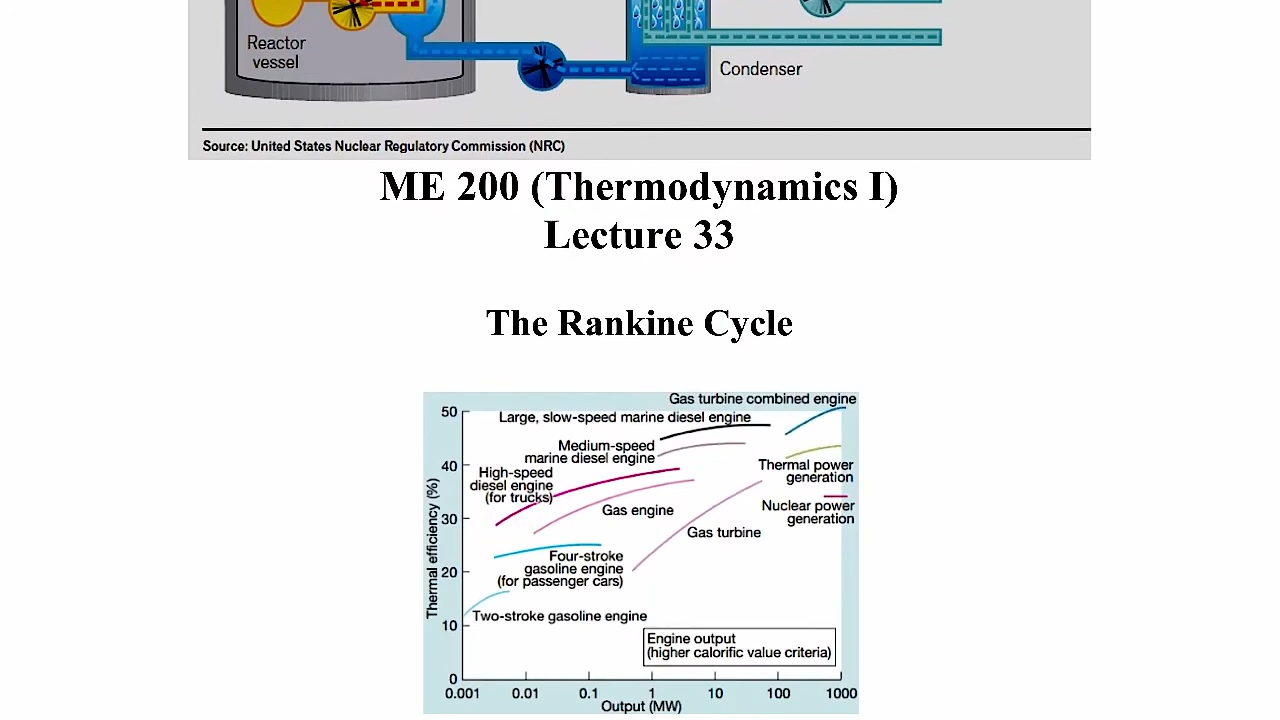 Reactor
vessel
Condenser
Source: United States Nuclear Regulatory Commission (NRC)
ME 200 (Thermodynamics I)
Lecture 33
The Rankine Cycle
Gas turbine combined engine
50
Large, slow-speed marine diesel engine
Medium-speed
marine diesel engine
40
High-speed
diesel engine
(for trucks)
Thermal power
generation
Thermal efficiency (%)
30
Gas engine
Nuclear power
generation
Gas turbine
20
Four-stroke
gasoline engine
(for passenger cars)
10
Two-stroke gasoline engine
Engine output
(higher calorific value criteria)
0
0.001 0.01 0.1 1 10 100 1000
Output (MW)